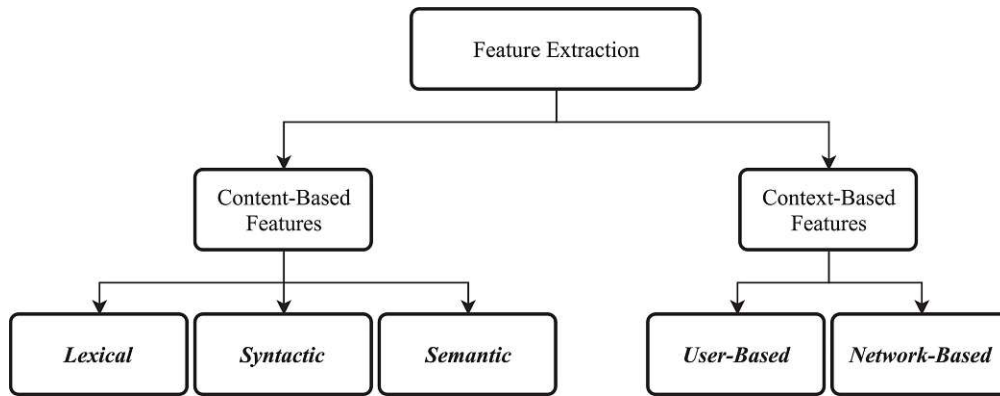 Feature Extraction
Content-Based
Features
Context-Based
Features
Lexical
Syntactic
Semantic
User-Based
Network-Based